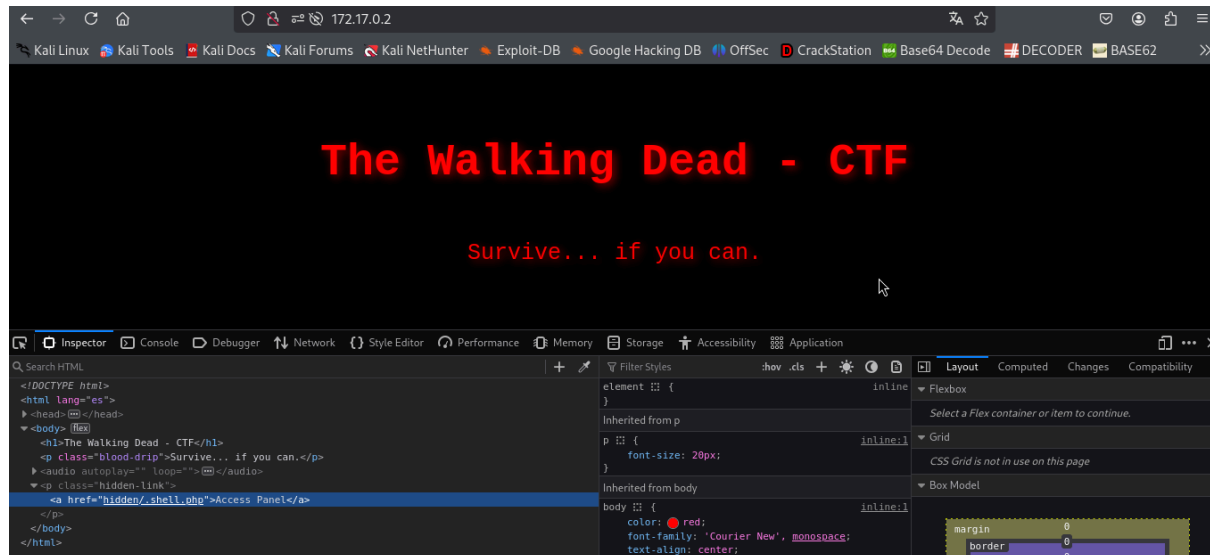 172.17.0.2
Kali Linux Kali Tools Kali Docs Kali Forums Kali NetHunter Exploit-DB Google Hacking DB OffSec CrackStation Base64 Decode DECODER BASE62
The Walking Dead - CTF
Survive... if you can.
Inspector Console Debugger Network Style Editor Performance Memory Storage Accessibility Application
Search HTML
<!DOCTYPE html>
<html lang="es">
<head></head>
<body> flex
<h1>The Walking Dead - CTF</h1>
<p class="blood-drip">Survive... if you can.</p>
<audio autoplay="" loop=""></audio>
<p class="hidden-link">
<a href="hidden/.shell.php">Access Panel</a>
</p>
</body>
</html>
Filter Styles :hov .cls
element { inline
}
Inherited from p
p { inline:1
font-size: 20px;
}
Inherited from body
body { inline:1
color: red;
font-family: 'Courier New', monospace;
text-align: center;
Layout Computed Changes Compatibility
Flexbox
Select a Flex container or item to continue.
Grid
CSS Grid is not in use on this page
Box Model
margin 0
border 0